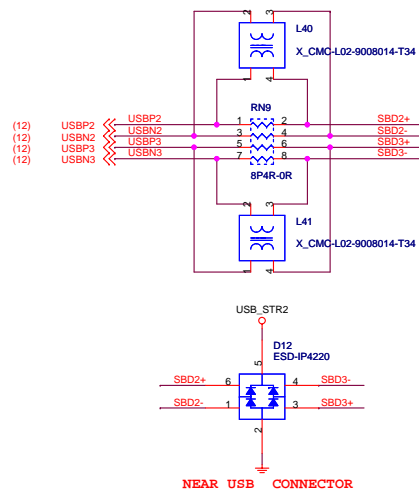 2 3
L40
X_CMC-L02-9008014-T34
1 4
RN9
(12) USBP2 USBP2 1 2 SBD2+
(12) USBN2 USBN2 3 4 SBD2-
(12) USBP3 USBP3 5 6 SBD3+
(12) USBN3 USBN3 7 8 SBD3-
8P4R-0R
2 3
L41
X_CMC-L02-9008014-T34
1 4
USB_STR2
D12
ESD-IP4220
5
SBD2+ 6 4 SBD3-
SBD2- 1 3 SBD3+
2
NEAR USB CONNECTOR